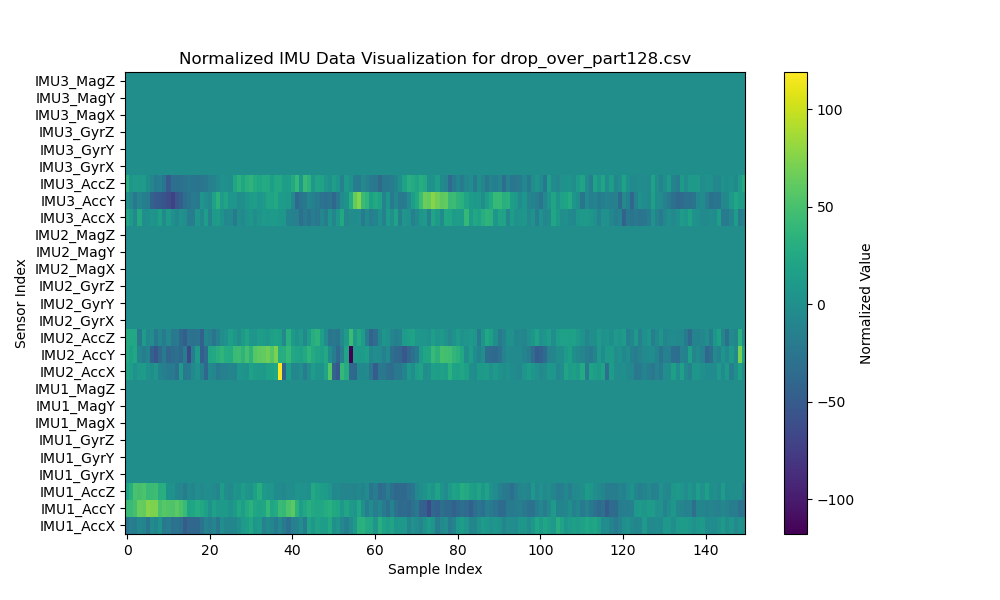 Normalized IMU Data Visualization for drop_over_part128.csv
Sensor Index
IMU3_MagZ
IMU3_MagY
IMU3_MagX
IMU3_GyrZ
IMU3_GyrY
IMU3_GyrX
IMU3_AccZ
IMU3_AccY
IMU3_AccX
IMU2_MagZ
IMU2_MagY
IMU2_MagX
IMU2_GyrZ
IMU2_GyrY
IMU2_GyrX
IMU2_AccZ
IMU2_AccY
IMU2_AccX
IMU1_MagZ
IMU1_MagY
IMU1_MagX
IMU1_GyrZ
IMU1_GyrY
IMU1_GyrX
IMU1_AccZ
IMU1_AccY
IMU1_AccX
0 20 40 60 80 100 120 140
Sample Index
100
50
0
−50
−100
Normalized Value